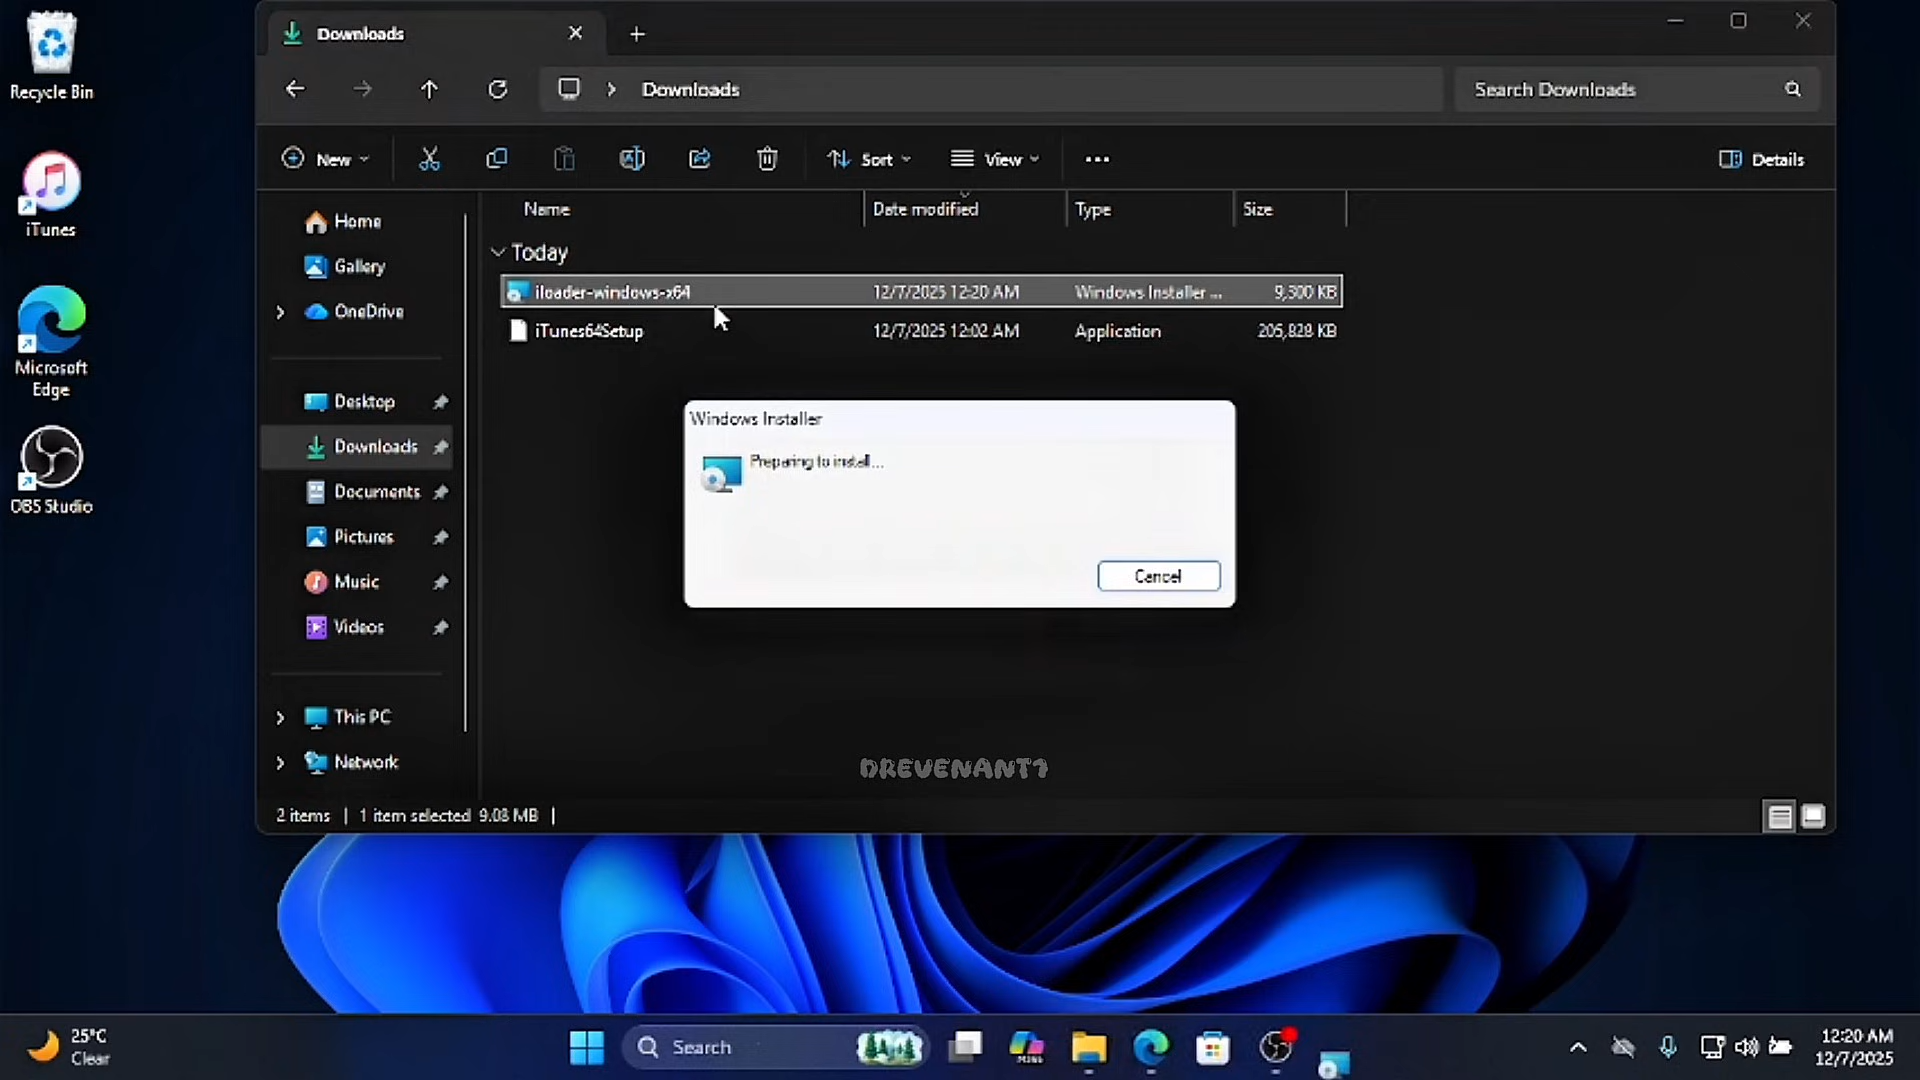 Recycle Bin
iTunes
Microsoft
Edge
OBS Studio
Downloads
Downloads
Search Downloads
New
Sort
View
Details
Name
Date modified
Type
Size
Today
iloader-windows-x64
12/7/2025 12:20 AM
Windows Installer ...
9,300 KB
iTunes64Setup
12/7/2025 12:02 AM
Application
205,828 KB
Home
Gallery
OneDrive
Desktop
Downloads
Documents
Pictures
Music
Videos
This PC
Network
Windows Installer
Preparing to install...
Cancel
DREVENANT7
2 items
1 item selected 9.08 MB
25°C
Clear
Search
12:20 AM
12/7/2025